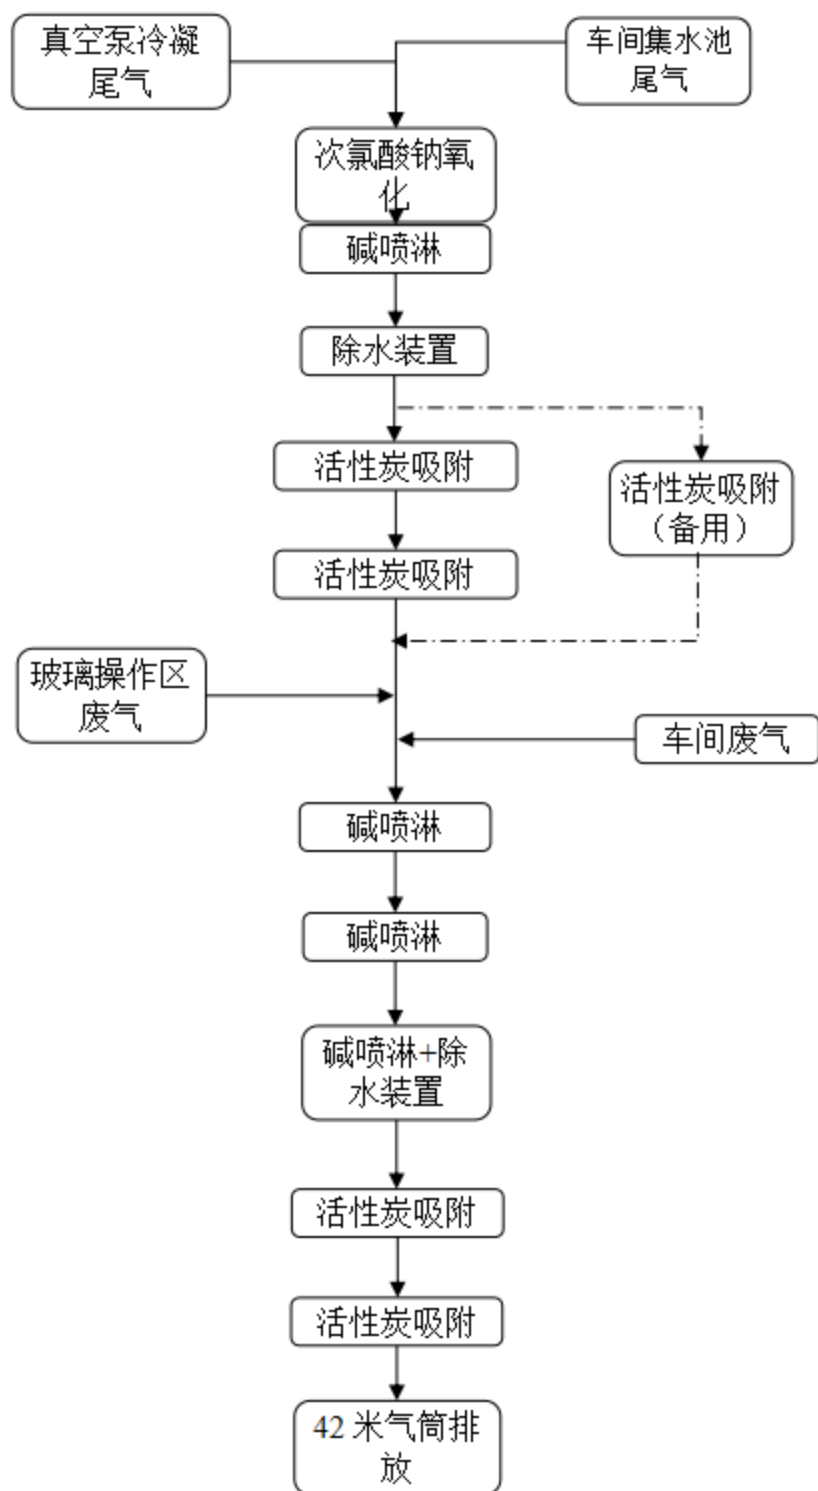 真空泵冷凝
尾气
车间集水池
尾气
次氯酸钠氧
化
碱喷淋
除水装置
活性炭吸附
活性炭吸附
（备用）
活性炭吸附
玻璃操作区
废气
车间废气
碱喷淋
碱喷淋
碱喷淋+除
水装置
活性炭吸附
活性炭吸附
42 米气筒排
放